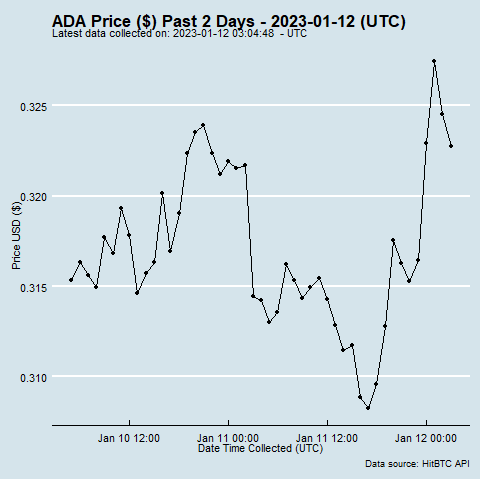 ADA Price ($) Past 2 Days - 2023-01-12 (UTC)
Latest data collected on: 2023-01-12 03:04:48 - UTC
0.325
0.320
0.315
0.310
Price USD ($)
Jan 10 12:00 Jan 11 00:00 Jan 11 12:00 Jan 12 00:00
Date Time Collected (UTC)
Data source: HitBTC API